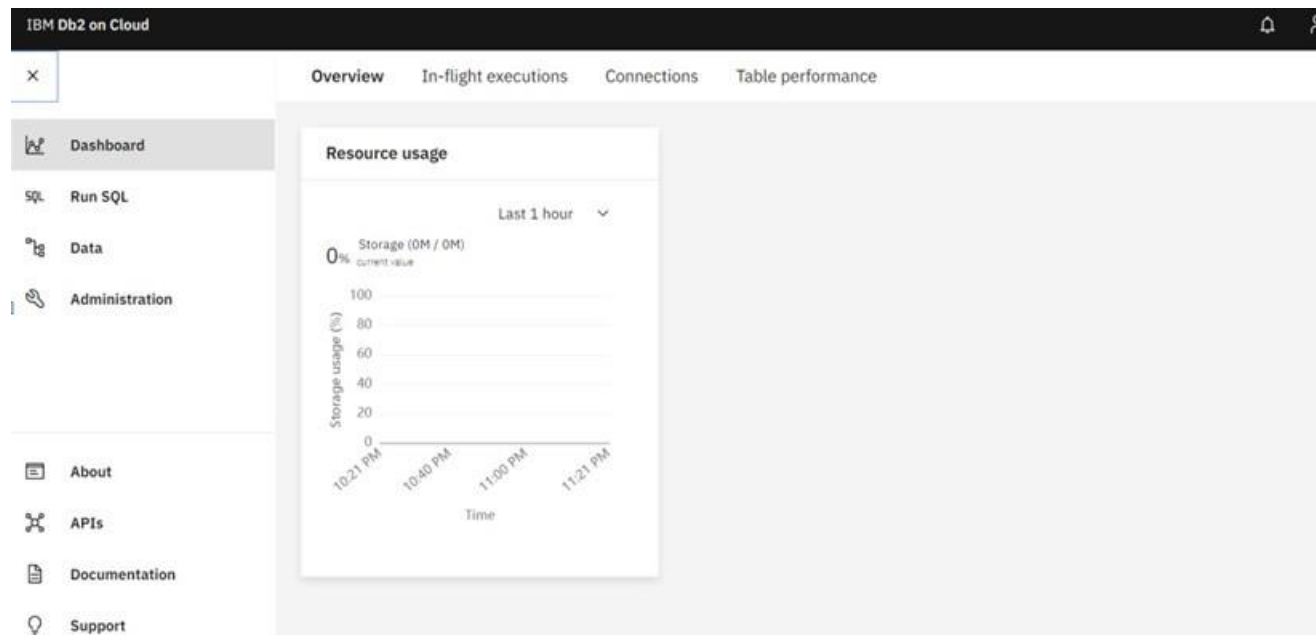 IBM Db2 on Cloud
Overview In-flight executions Connections Table performance
Dashboard
SQL Run SQL
Data
Administration
About
APIs
Documentation
Support
Resource usage
Last 1 hour
0% Storage (0M / 0M)
current value
Storage usage (%)
100
80
60
40
20
0
10:21 PM 10:40 PM 11:00 PM 11:21 PM
Time